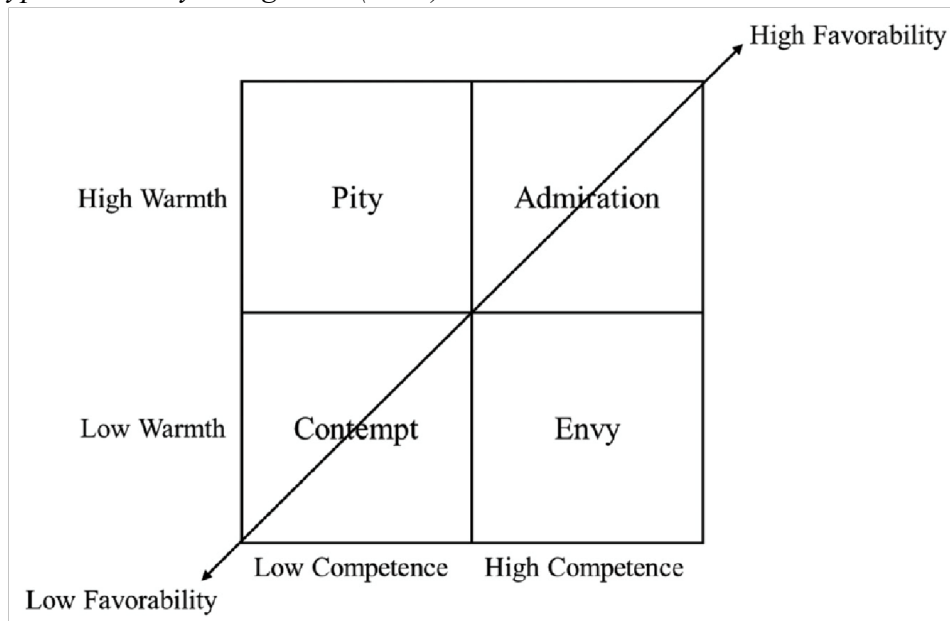 High Favorability
High Warmth
Pity
Admiration
Low Warmth
Contempt
Envy
Low Competence
High Competence
Low Favorability